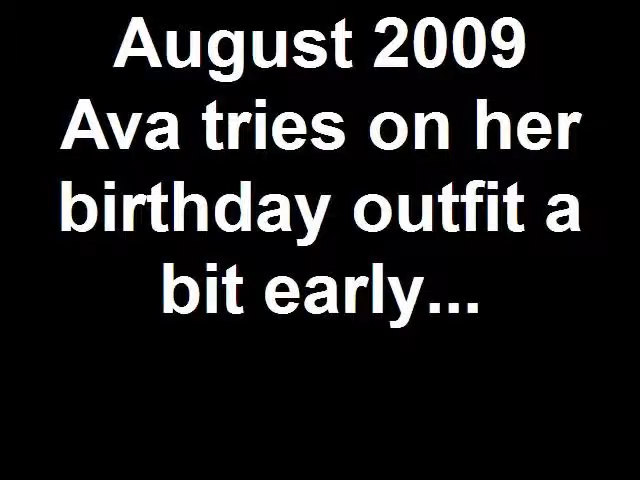 August 2009
Ava tries on her
birthday outfit a
bit early...